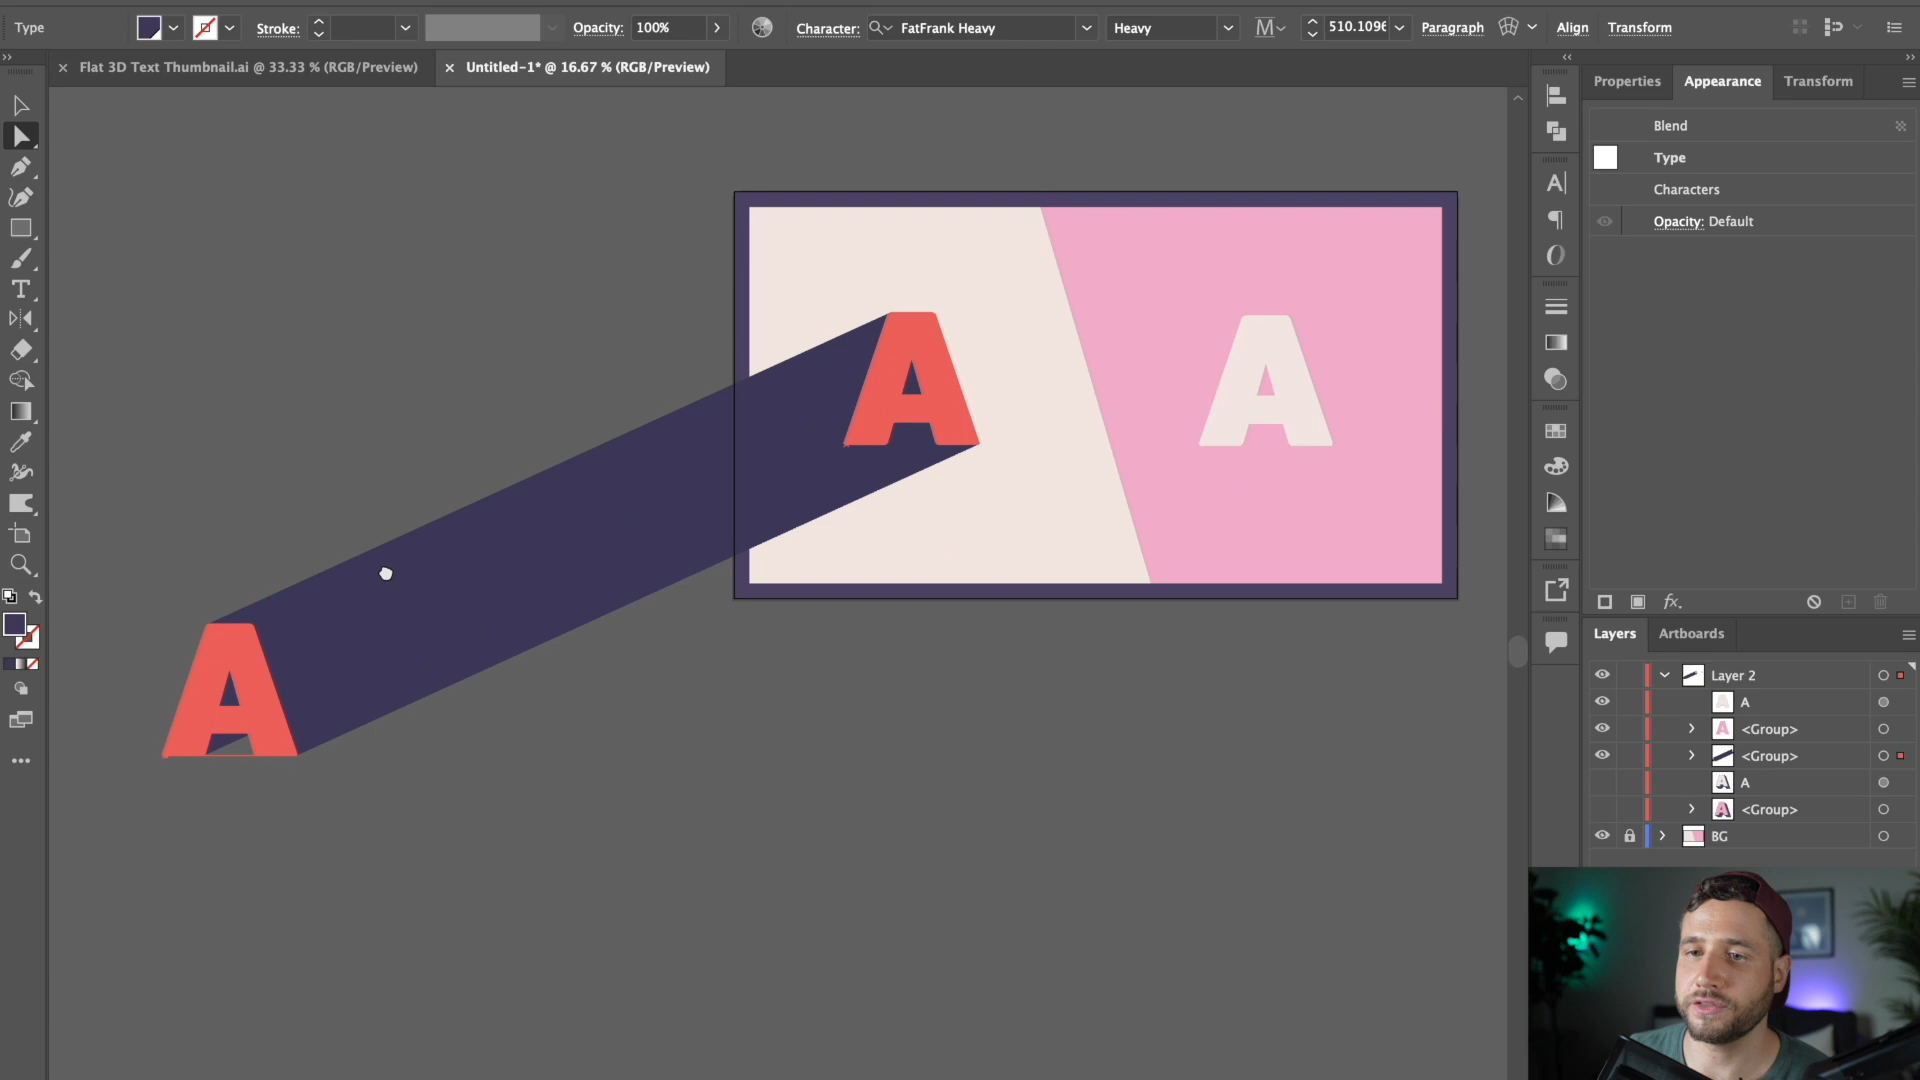 Type
Stroke:
Opacity: 100%
Character: FatFrank Heavy
Heavy
510.1096
Paragraph
Align
Transform
Flat 3D Text Thumbnail.ai @ 33.33 % (RGB/Preview)
Untitled-1* @ 16.67 % (RGB/Preview)
Properties
Appearance
Transform
Blend
Type
Characters
Opacity: Default
A
A
A
fx
Layers
Artboards
Layer 2
A
<Group>
<Group>
A
<Group>
BG